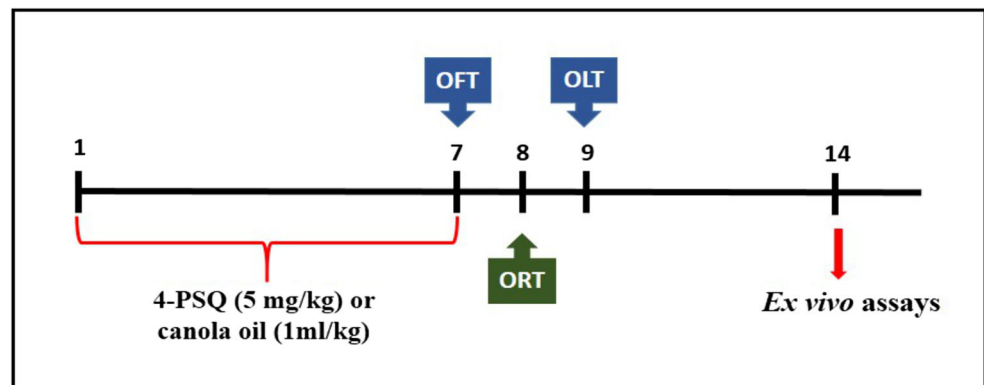 OFT
OLT
1
7
8
9
14
ORT
4-PSQ (5 mg/kg) or
canola oil (1ml/kg)
Ex vivo assays